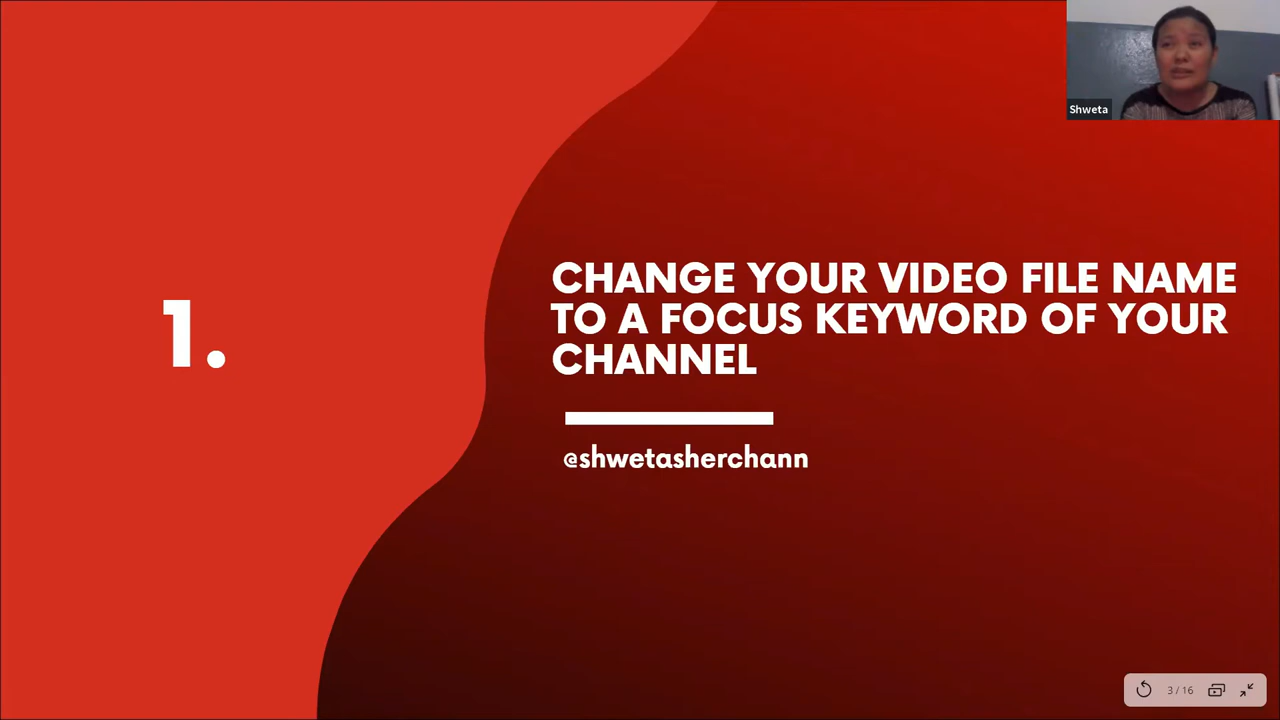 Shweta
1.
CHANGE YOUR VIDEO FILE NAME
TO A FOCUS KEYWORD OF YOUR
CHANNEL
@shwetasherchann
3 / 16